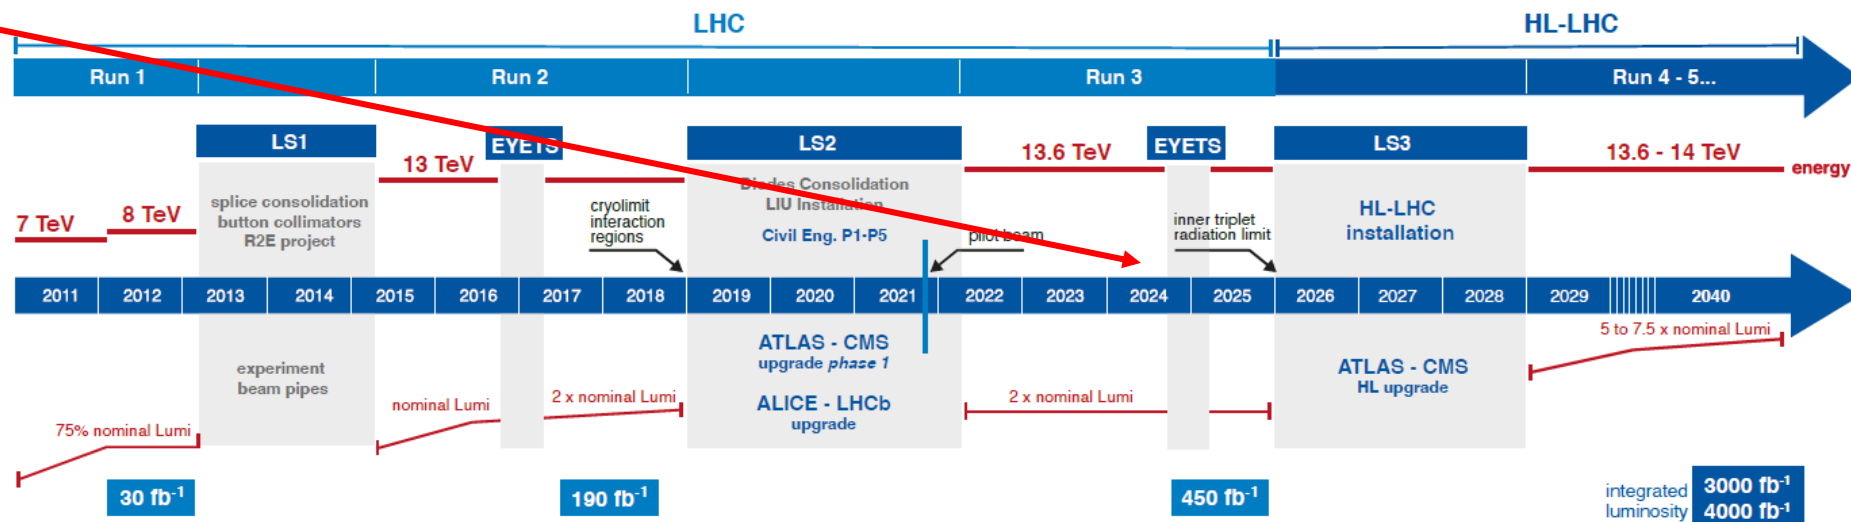 LHC
HL-LHC
Run 1
Run 2
Run 3
Run 4 - 5...
LS1
EYETS
LS2
EYETS
LS3
13 TeV
13.6 TeV
13.6 - 14 TeV
energy
7 TeV
8 TeV
splice consolidation
button collimators
R2E project
cryolimit
interaction
regions
Diodes Consolidation
LIU Installation
Civil Eng. P1-P5
pilot beam
inner triplet
radiation limit
HL-LHC
installation
2011
2012
2013
2014
2015
2016
2017
2018
2019
2020
2021
2022
2023
2024
2025
2026
2027
2028
2029
2040
5 to 7.5 x nominal Lumi
experiment
beam pipes
ATLAS - CMS
upgrade phase 1
ALICE - LHCb
upgrade
ATLAS - CMS
HL upgrade
75% nominal Lumi
nominal Lumi
2 x nominal Lumi
2 x nominal Lumi
30 fb-1
190 fb-1
450 fb-1
integrated
luminosity
3000 fb-1
4000 fb-1